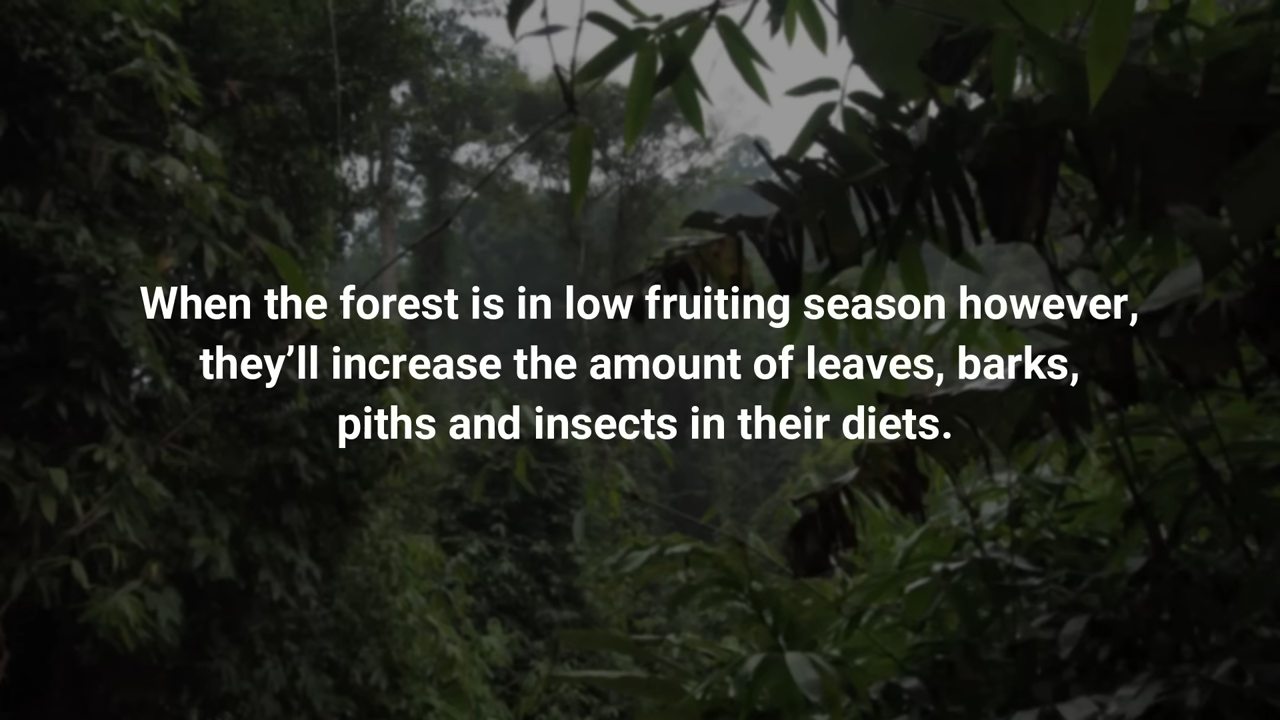 When the forest is in low fruiting season however,
they’ll increase the amount of leaves, barks,
piths and insects in their diets.